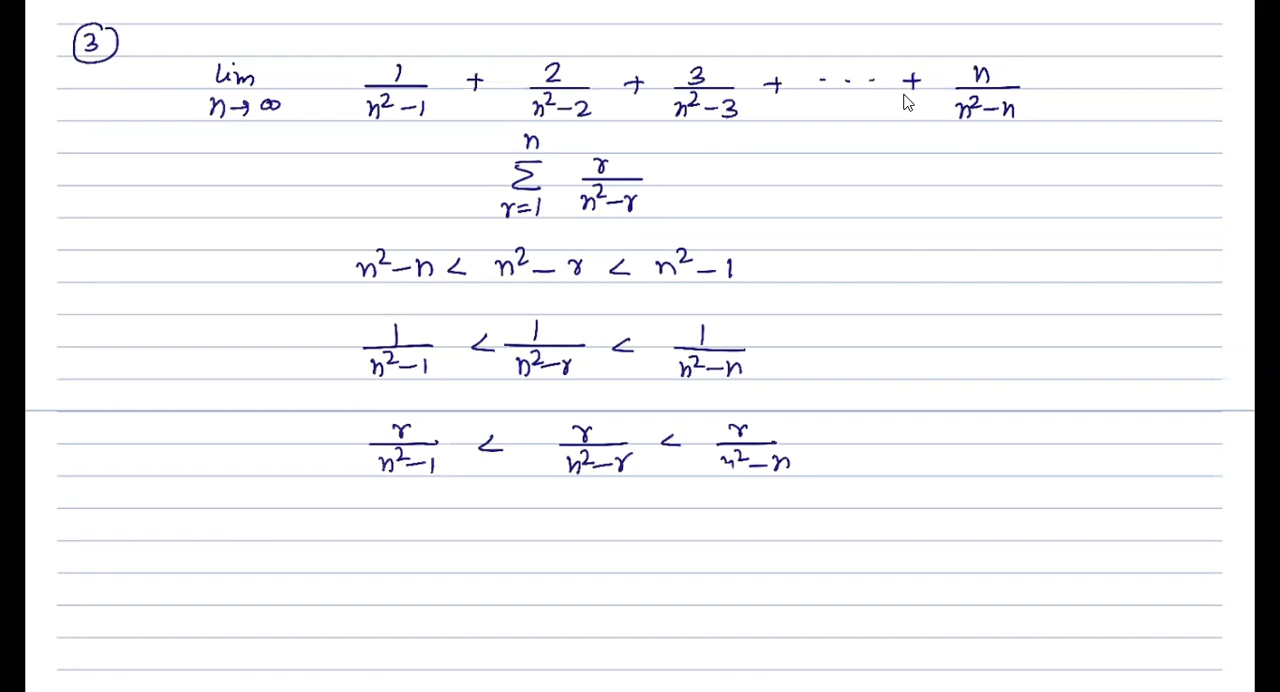 3
lim n→∞ 1/(n²-1) + 2/(n²-2) + 3/(n²-3) + ... + n/(n²-n)
n Σ r=1 r/(n²-r)
n²-n < n²-r < n²-1
1/(n²-1) < 1/(n²-r) < 1/(n²-n)
r/(n²-1) < r/(n²-r) < r/(n²-n)